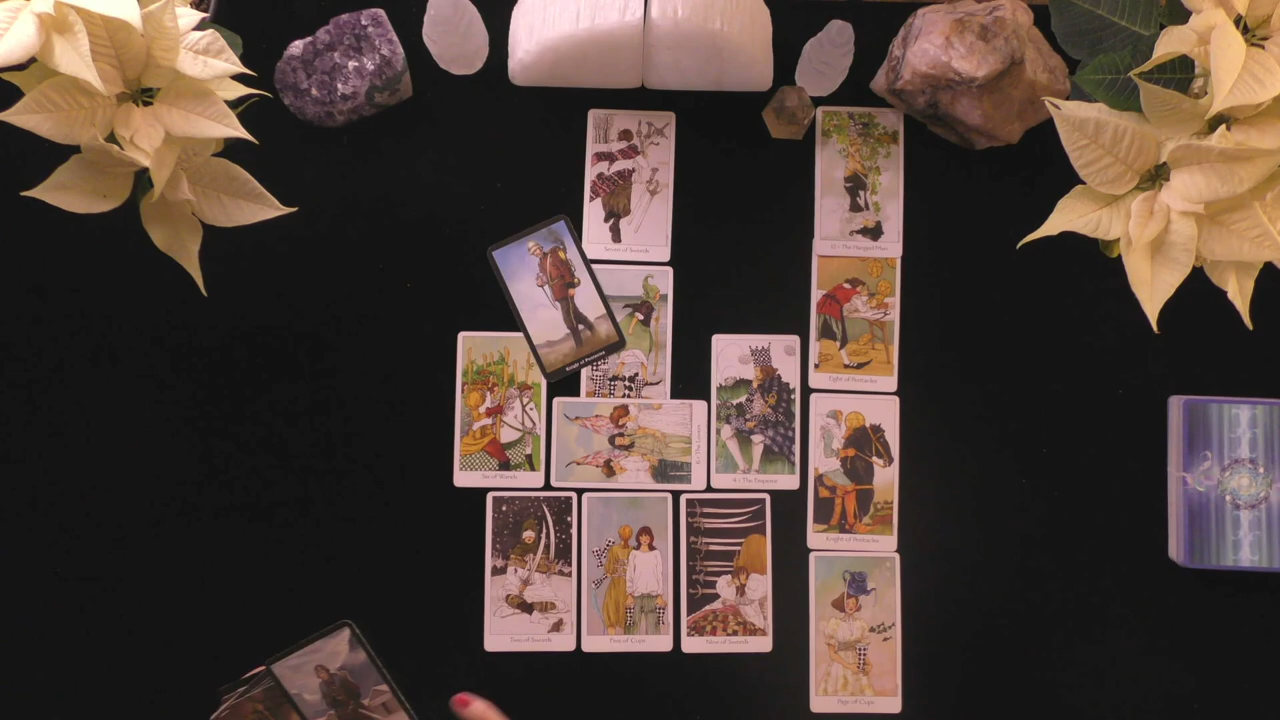 Seven of Swords
12 • The Hanged Man
Knight of Pentacles
Eight of Pentacles
Six of Wands
6 • The Lovers
4 • The Emperor
Knight of Pentacles
Two of Swords
Five of Cups
Nine of Swords
Page of Cups